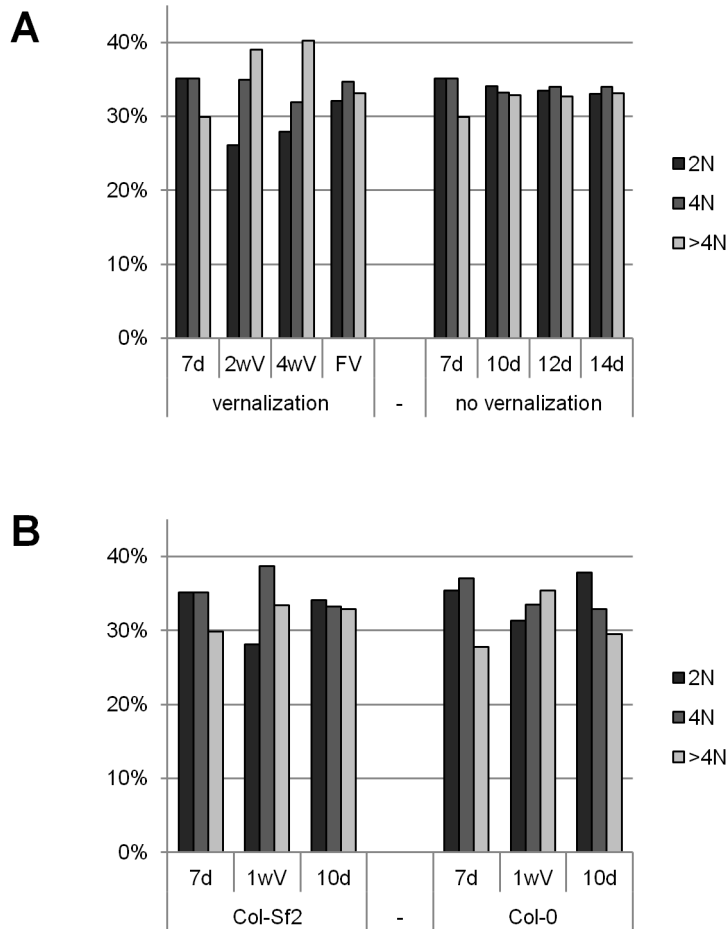 A
40%
30%
20%
10%
0%
2N
4N
>4N
7d 2wV 4wV FV 7d 10d 12d 14d
vernalization - no vernalization
B
40%
30%
20%
10%
0%
2N
4N
>4N
7d 1wV 10d 7d 1wV 10d
Col-Sf2 - Col-0